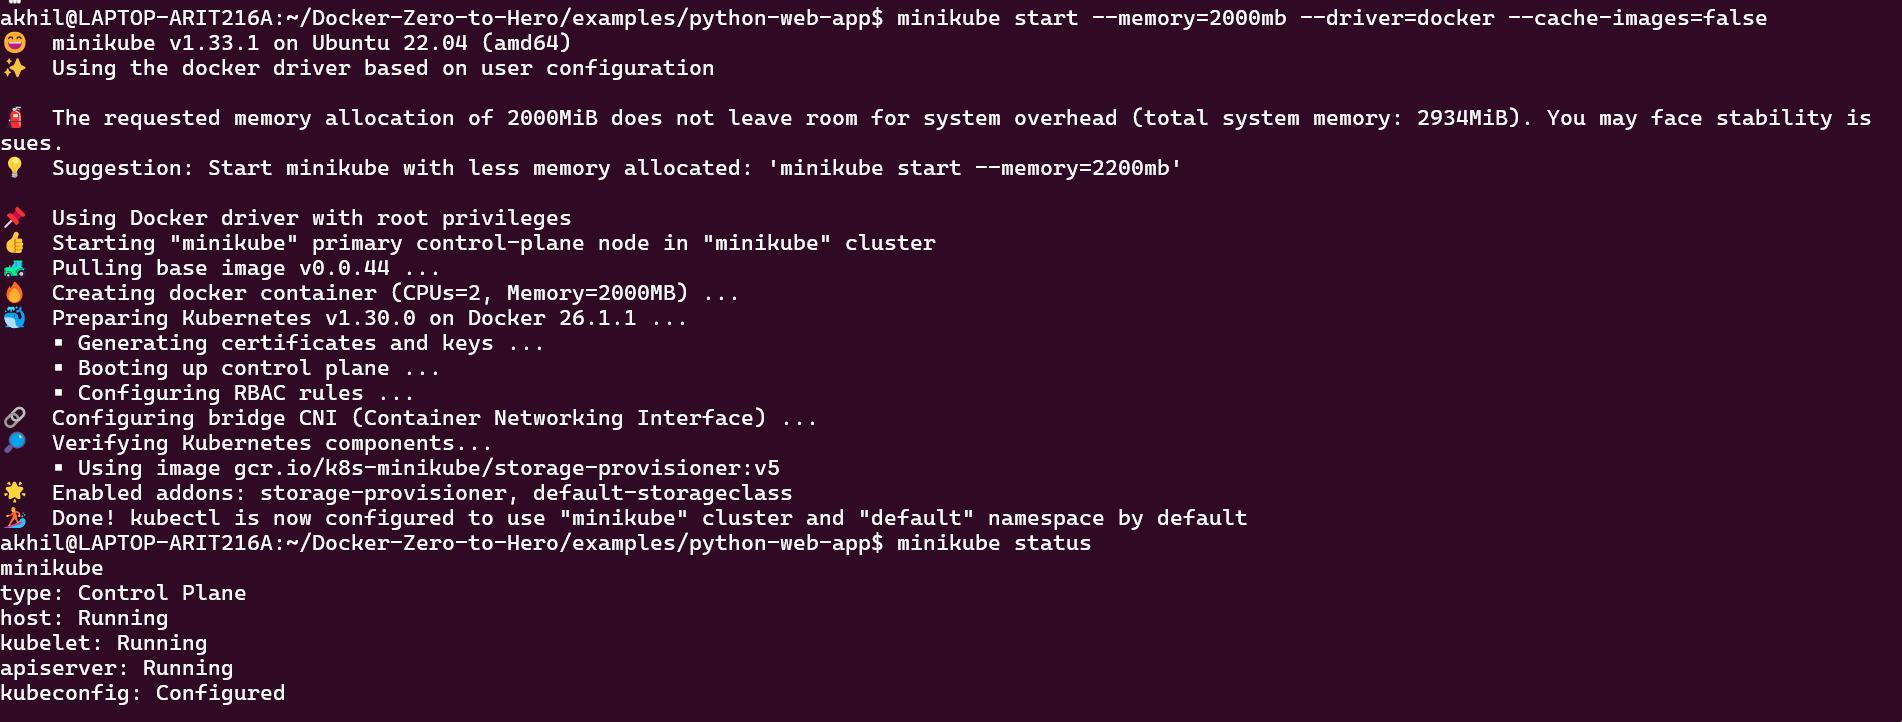 akhil@LAPTOP-ARIT216A:~/Docker-Zero-to-Hero/examples/python-web-app$ minikube start --memory=2000mb --driver=docker --cache-images=false
😄  minikube v1.33.1 on Ubuntu 22.04 (amd64)
✨  Using the docker driver based on user configuration
🧯  The requested memory allocation of 2000MiB does not leave room for system overhead (total system memory: 2934MiB). You may face stability is
sues.
💡  Suggestion: Start minikube with less memory allocated: 'minikube start --memory=2200mb'
📌  Using Docker driver with root privileges
👍  Starting "minikube" primary control-plane node in "minikube" cluster
🚜  Pulling base image v0.0.44 ...
🔥  Creating docker container (CPUs=2, Memory=2000MB) ...
🐳  Preparing Kubernetes v1.30.0 on Docker 26.1.1 ...
    ▪ Generating certificates and keys ...
    ▪ Booting up control plane ...
    ▪ Configuring RBAC rules ...
🔗  Configuring bridge CNI (Container Networking Interface) ...
🔎  Verifying Kubernetes components...
    ▪ Using image gcr.io/k8s-minikube/storage-provisioner:v5
🌟  Enabled addons: storage-provisioner, default-storageclass
🏄  Done! kubectl is now configured to use "minikube" cluster and "default" namespace by default
akhil@LAPTOP-ARIT216A:~/Docker-Zero-to-Hero/examples/python-web-app$ minikube status
minikube
type: Control Plane
host: Running
kubelet: Running
apiserver: Running
kubeconfig: Configured